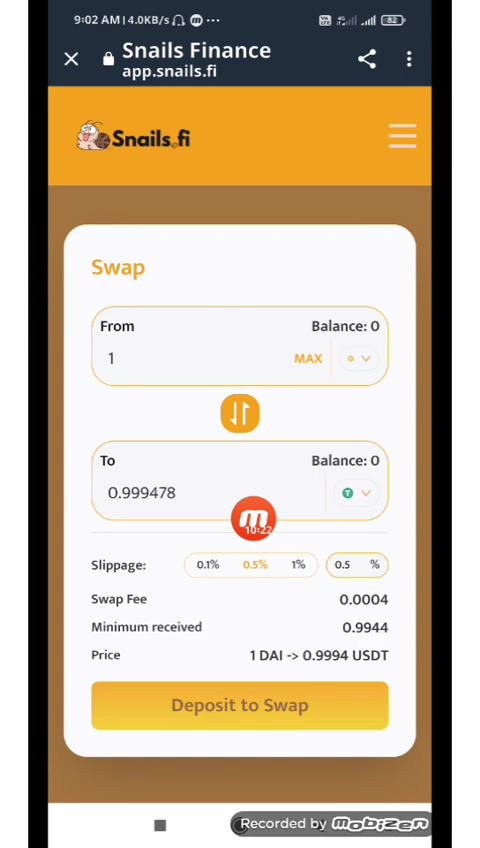 9:02 AM | 4.0KB/s
82
Snails Finance
app.snails.fi
Snails.fi
Swap
From
Balance: 0
1
MAX
To
Balance: 0
0.999478
10:22
Slippage:
0.1%
0.5%
1%
0.5
%
Swap Fee
0.0004
Minimum received
0.9944
Price
1 DAI -> 0.9994 USDT
Deposit to Swap
Recorded by mobizen